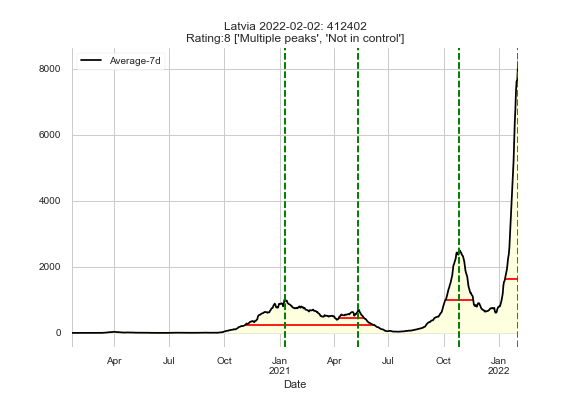 Latvia 2022-02-02: 412402
Rating:8 ['Multiple peaks', 'Not in control']
Average-7d
8000
6000
4000
2000
0
Apr
Jul
Oct
Jan
2021
Apr
Jul
Oct
Jan
2022
Date